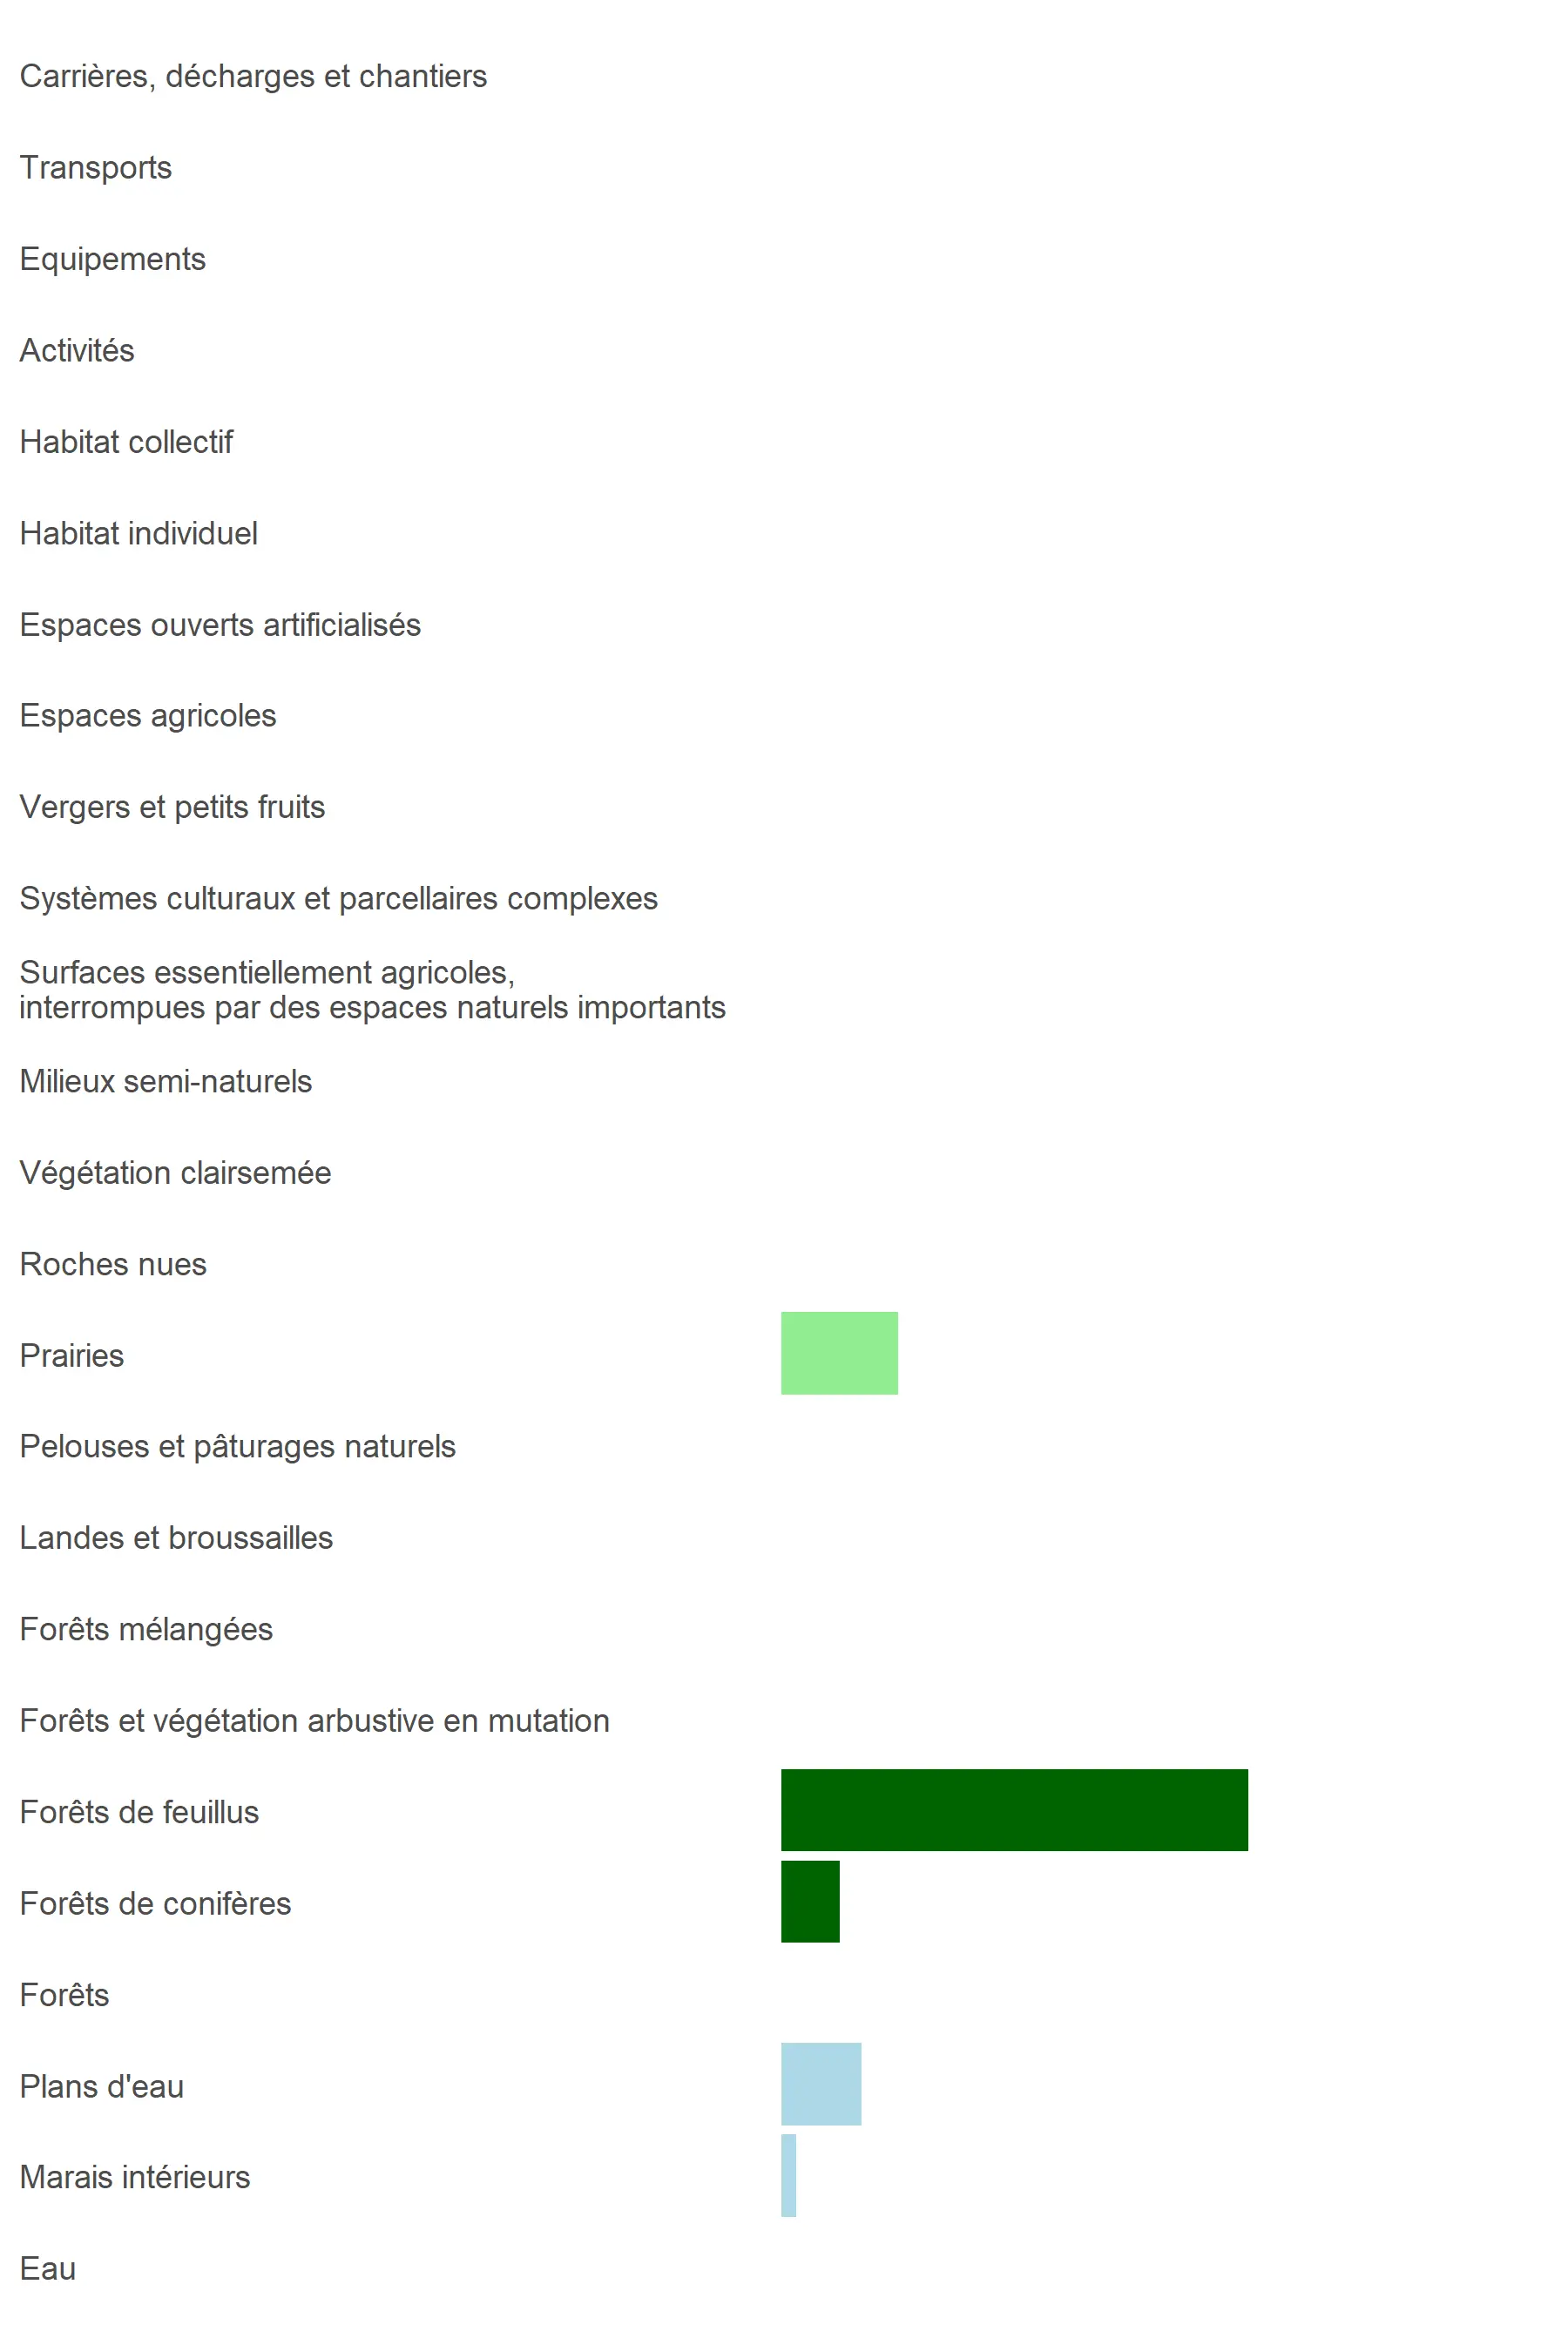 Carrières, décharges et chantiers
Transports
Equipements
Activités
Habitat collectif
Habitat individuel
Espaces ouverts artificialisés
Espaces agricoles
Vergers et petits fruits
Systèmes culturaux et parcellaires complexes
Surfaces essentiellement agricoles,
interrompues par des espaces naturels importants
Milieux semi-naturels
Végétation clairsemée
Roches nues
Prairies
Pelouses et pâturages naturels
Landes et broussailles
Forêts mélangées
Forêts et végétation arbustive en mutation
Forêts de feuillus
Forêts de conifères
Forêts
Plans d'eau
Marais intérieurs
Eau